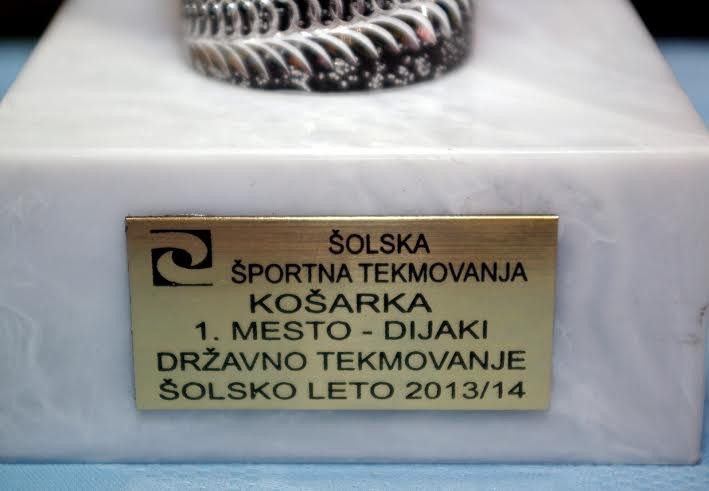 ŠOLSKA
ŠPORTNA TEKMOVANJA
KOŠARKA
1. MESTO - DIJAKI
DRŽAVNO TEKMOVANJE
ŠOLSKO LETO 2013/14